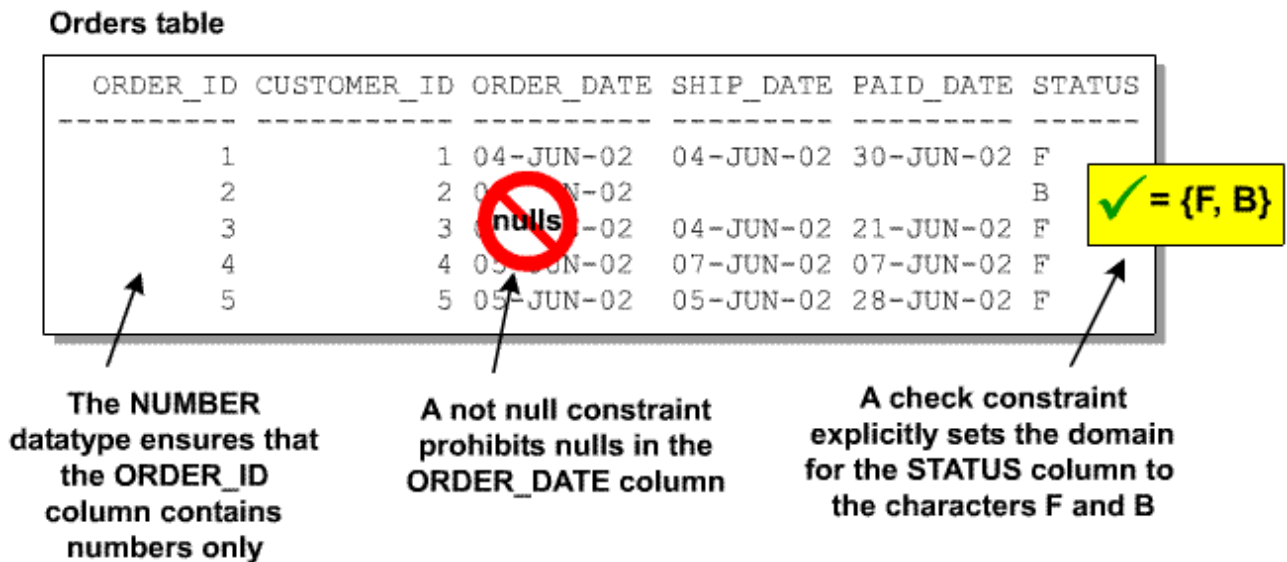 Orders table
ORDER_ID CUSTOMER_ID ORDER_DATE SHIP_DATE PAID_DATE STATUS
---------- ----------- ---------- --------- --------- ------
1 1 04-JUN-02 04-JUN-02 30-JUN-02 F
2 2 N-02 B
nulls
= {F, B}
3 3 -02 04-JUN-02 21-JUN-02 F
4 4 05- N-02 07-JUN-02 07-JUN-02 F
5 5 05-JUN-02 05-JUN-02 28-JUN-02 F
The NUMBER
datatype ensures that
the ORDER_ID
column contains
numbers only
A not null constraint
prohibits nulls in the
ORDER_DATE column
A check constraint
explicitly sets the domain
for the STATUS column to
the characters F and B